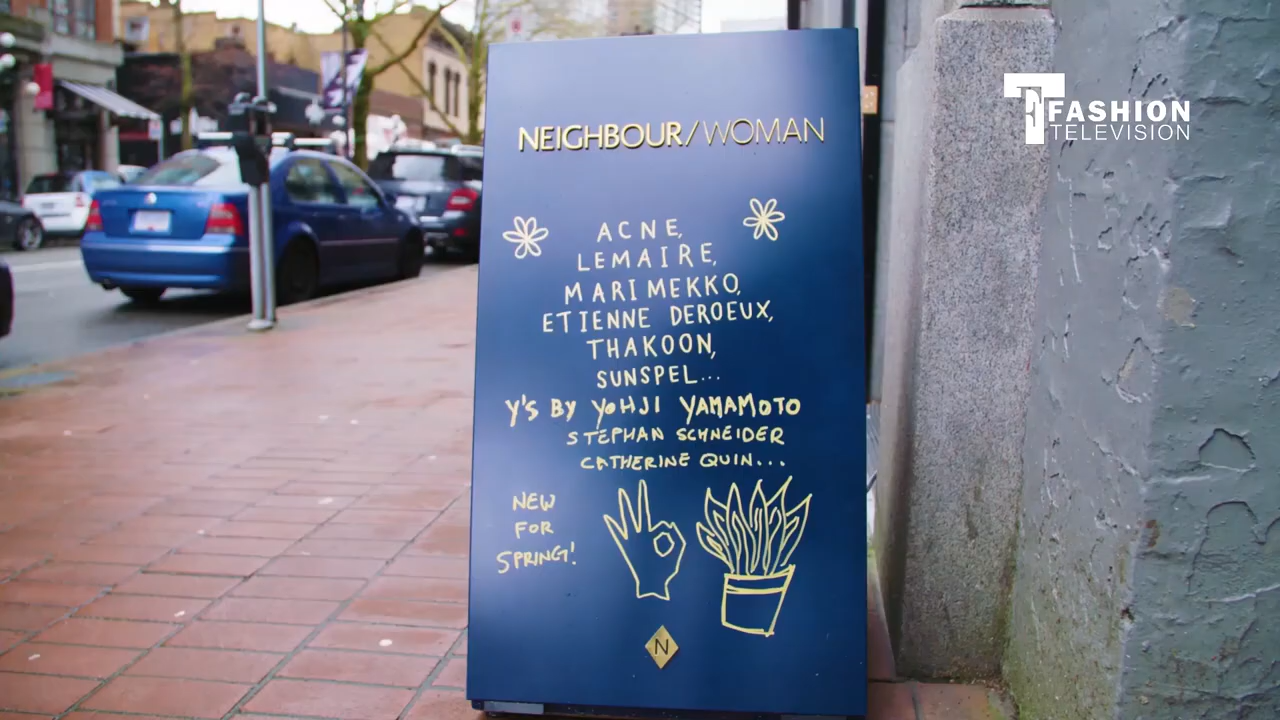 FASHION
TELEVISION
NEIGHBOUR/WOMAN
ACNE,
LEMAIRE,
MARIMEKKO,
ETIENNE DEROEUX,
THAKOON,
SUNSPEL...
Y'S BY YOHJI YAMAMOTO
STEPHAN SCHNEIDER
CATHERINE QUIN...
NEW
FOR
SPRING!
N